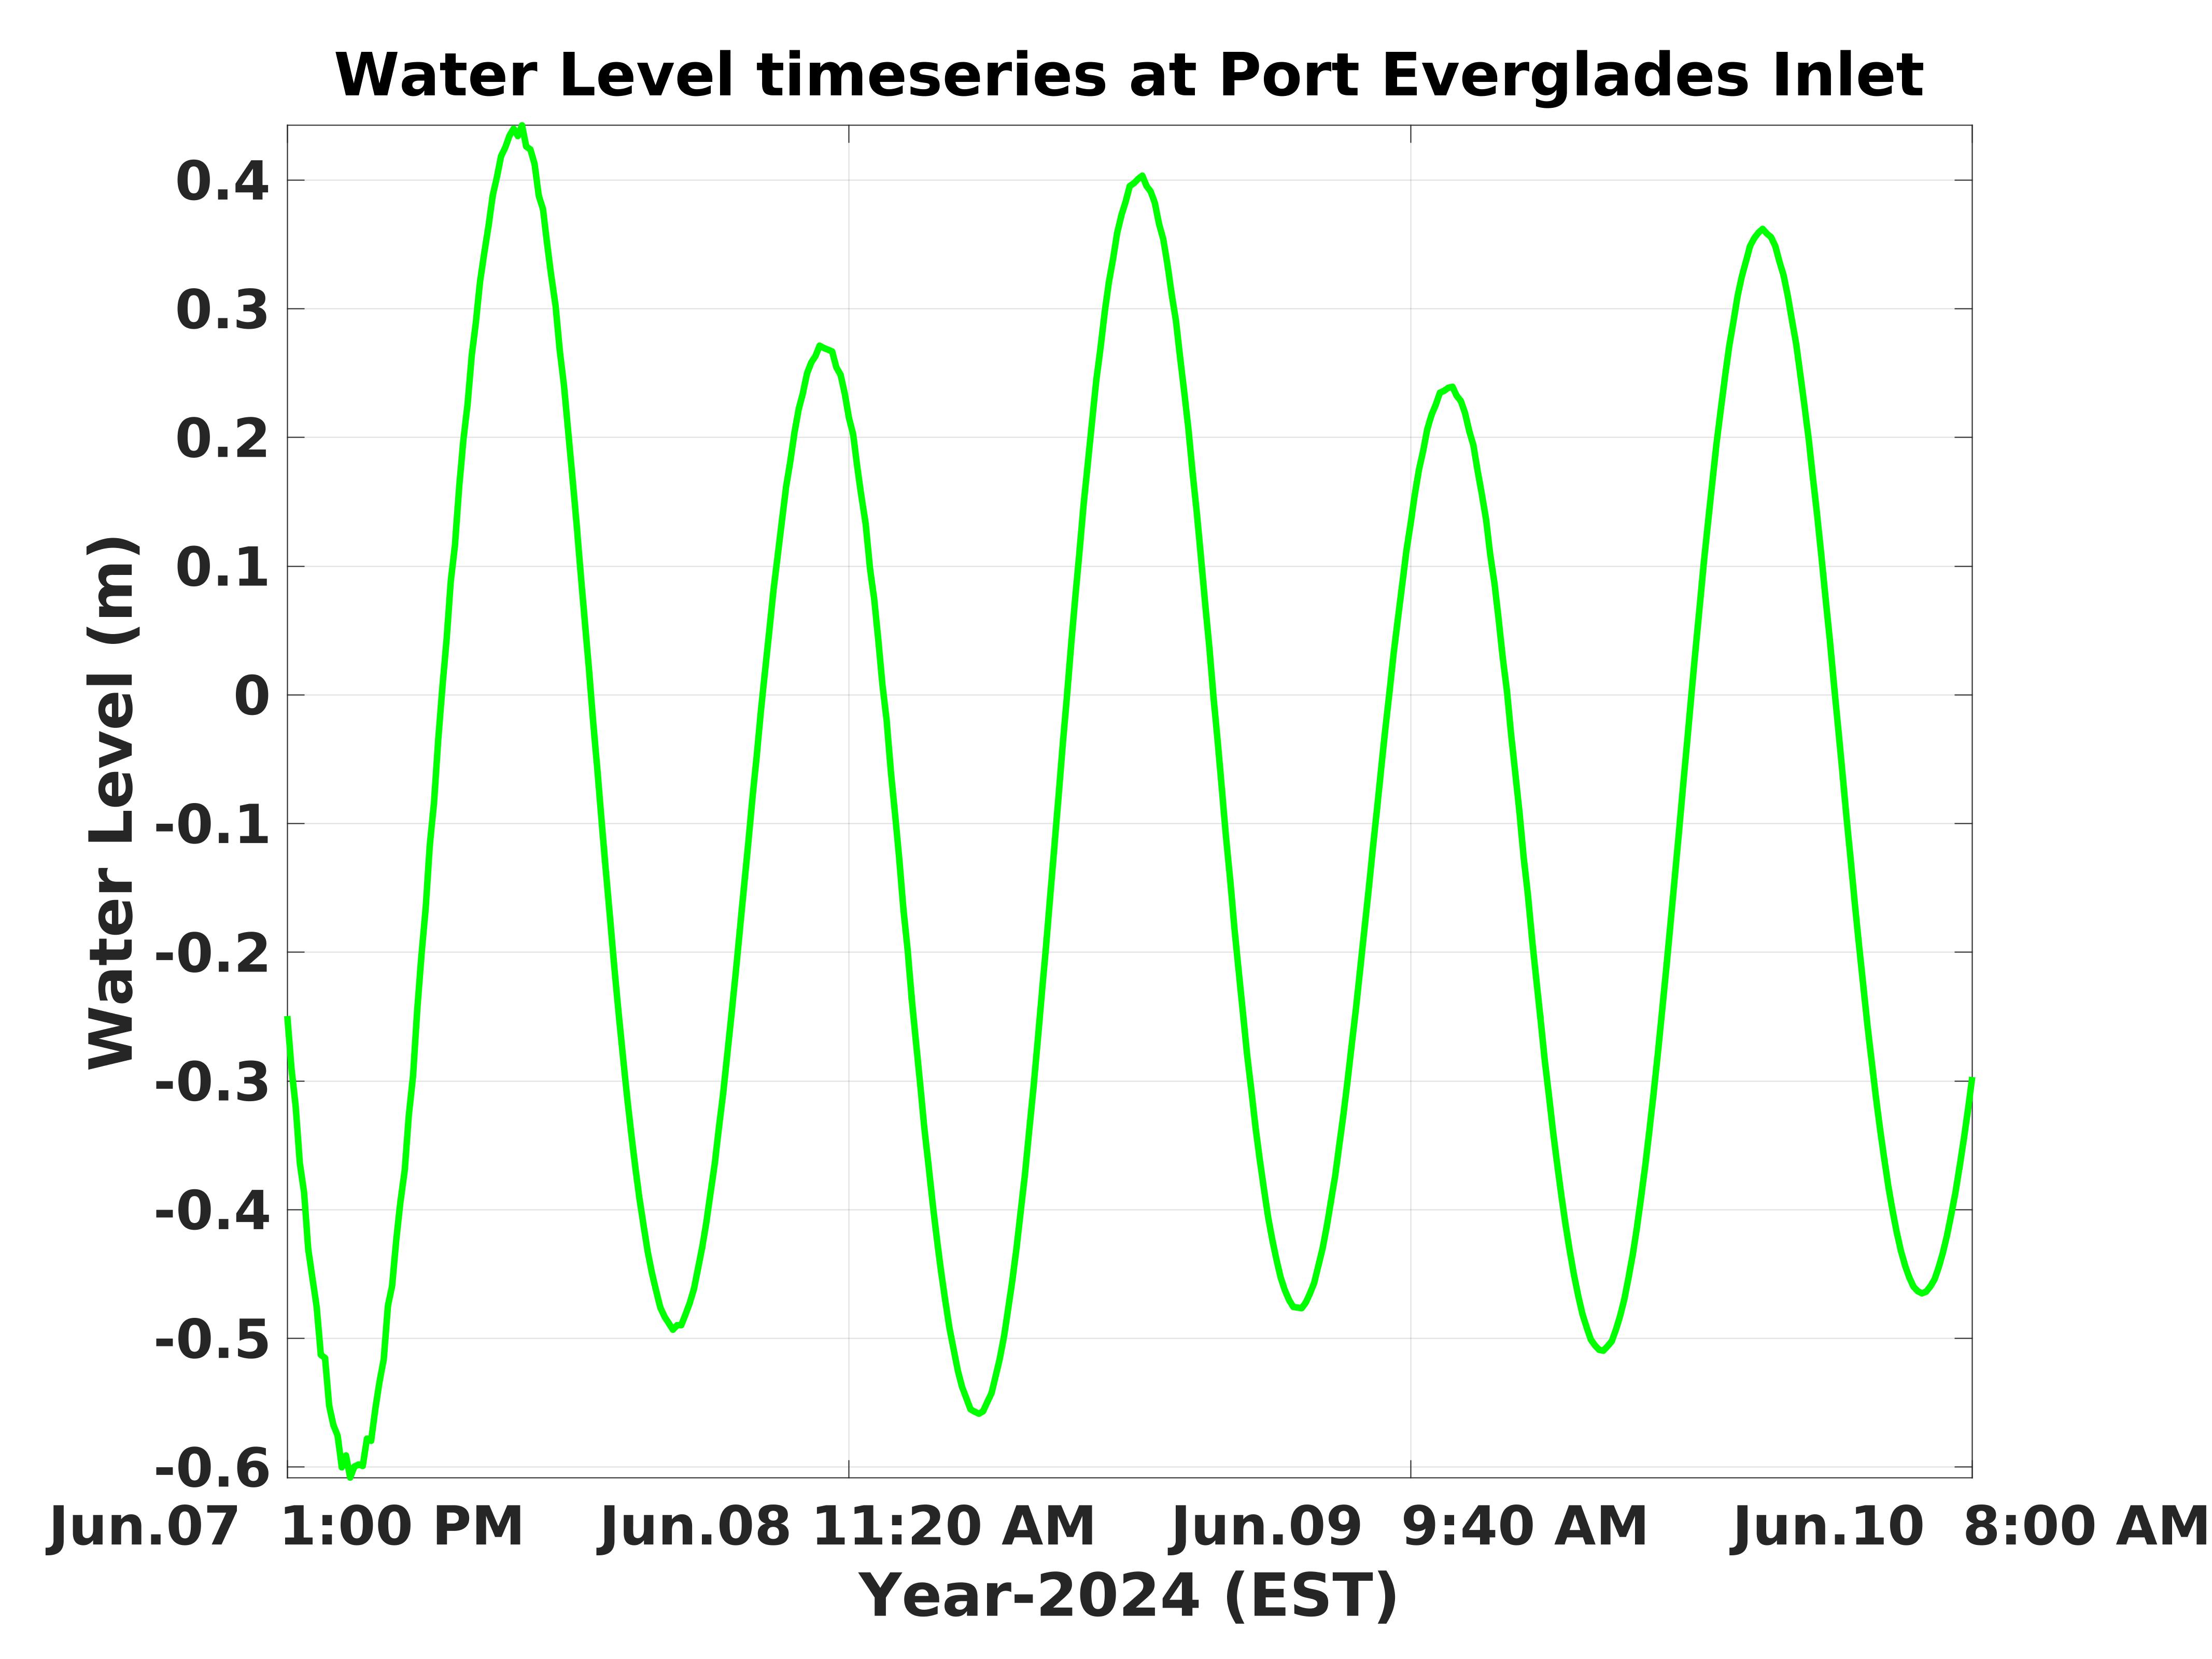 Water Level timeseries at Port Everglades Inlet
Water Level (m)
0.4
0.3
0.2
0.1
0
-0.1
-0.2
-0.3
-0.4
-0.5
-0.6
Jun.07 1:00 PM Jun.08 11:20 AM Jun.09 9:40 AM Jun.10 8:00 AM
Year-2024 (EST)